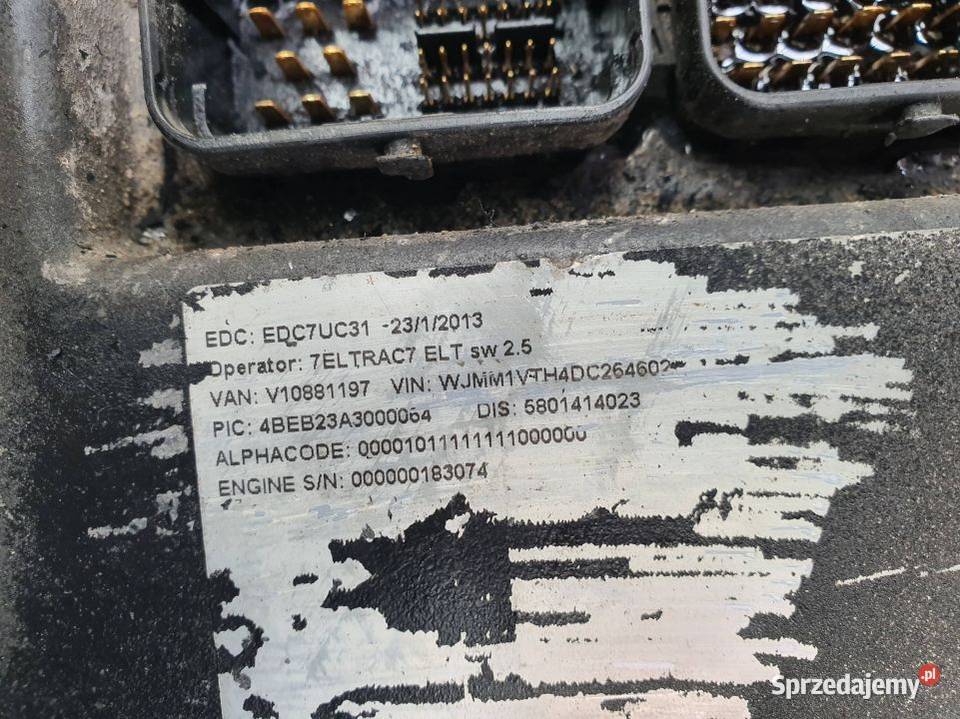 EDC: EDC7UC31 -23/1/2013
Operator: 7ELTRAC7 ELT sw 2.5
VAN: V10881197 VIN: WJMM1VTH4DC264602
PIC: 4BEB23A3000064 DIS: 5801414023
ALPHACODE: 00001011111111000000
ENGINE S/N: 000000183074
Sprzedajemy.pl